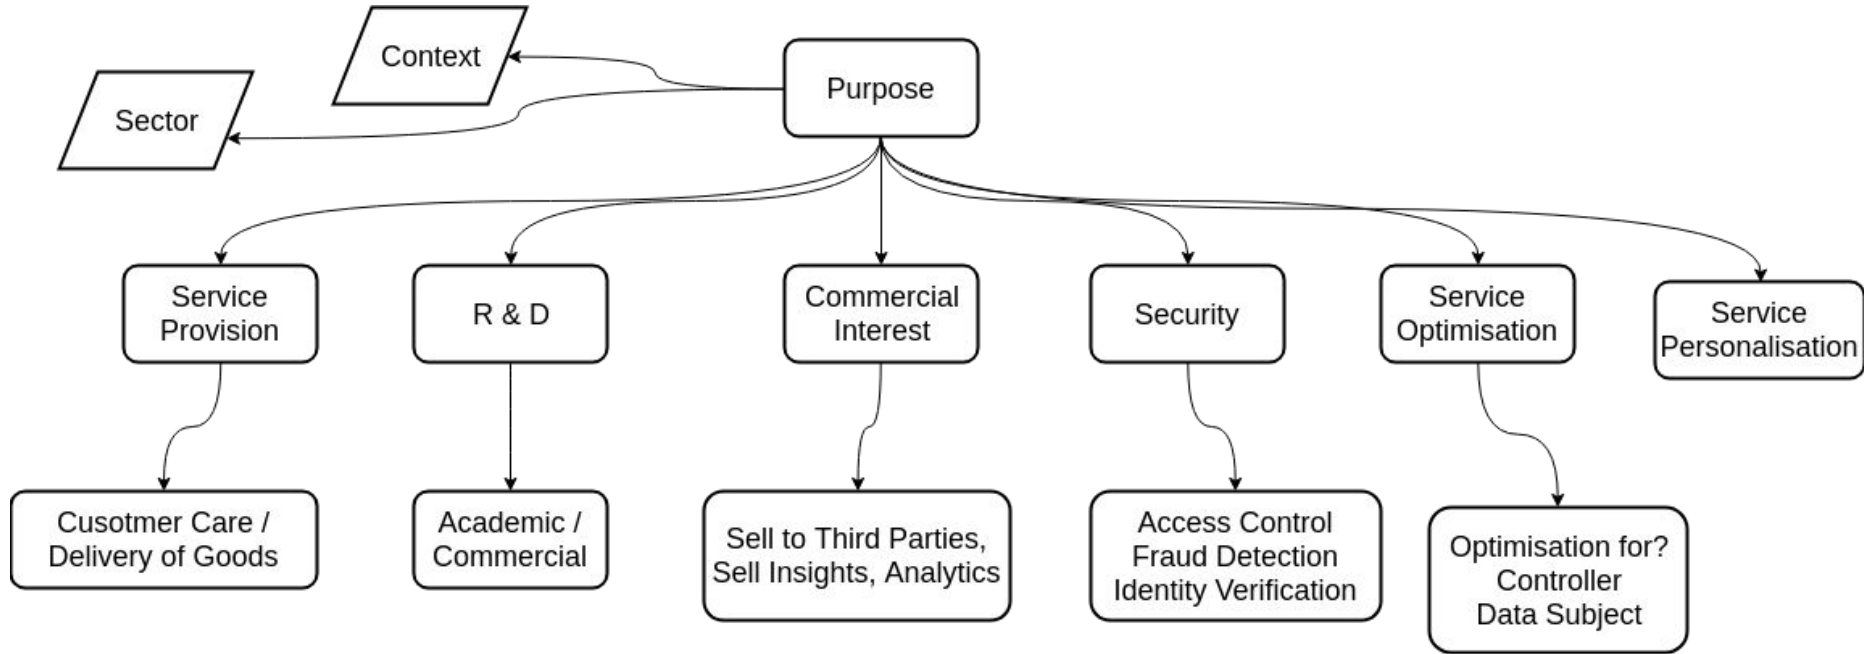 Context
Sector
Purpose
Service
Provision
R & D
Commercial
Interest
Security
Service
Optimisation
Service
Personalisation
Cusotmer Care /
Delivery of Goods
Academic /
Commercial
Sell to Third Parties,
Sell Insights, Analytics
Access Control
Fraud Detection
Identity Verification
Optimisation for?
Controller
Data Subject